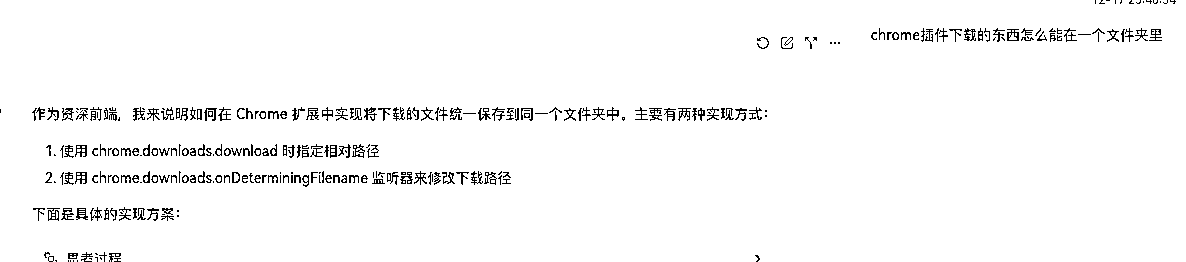 chrome插件下载的东西怎么能在一个文件夹里
作为资深前端，我来说明如何在 Chrome 扩展中实现将下载的文件统一保存到同一个文件夹中。主要有两种实现方式：
1. 使用 chrome.downloads.download 时指定相对路径
2. 使用 chrome.downloads.onDeterminingFilename 监听器来修改下载路径
下面是具体的实现方案：
思考过程